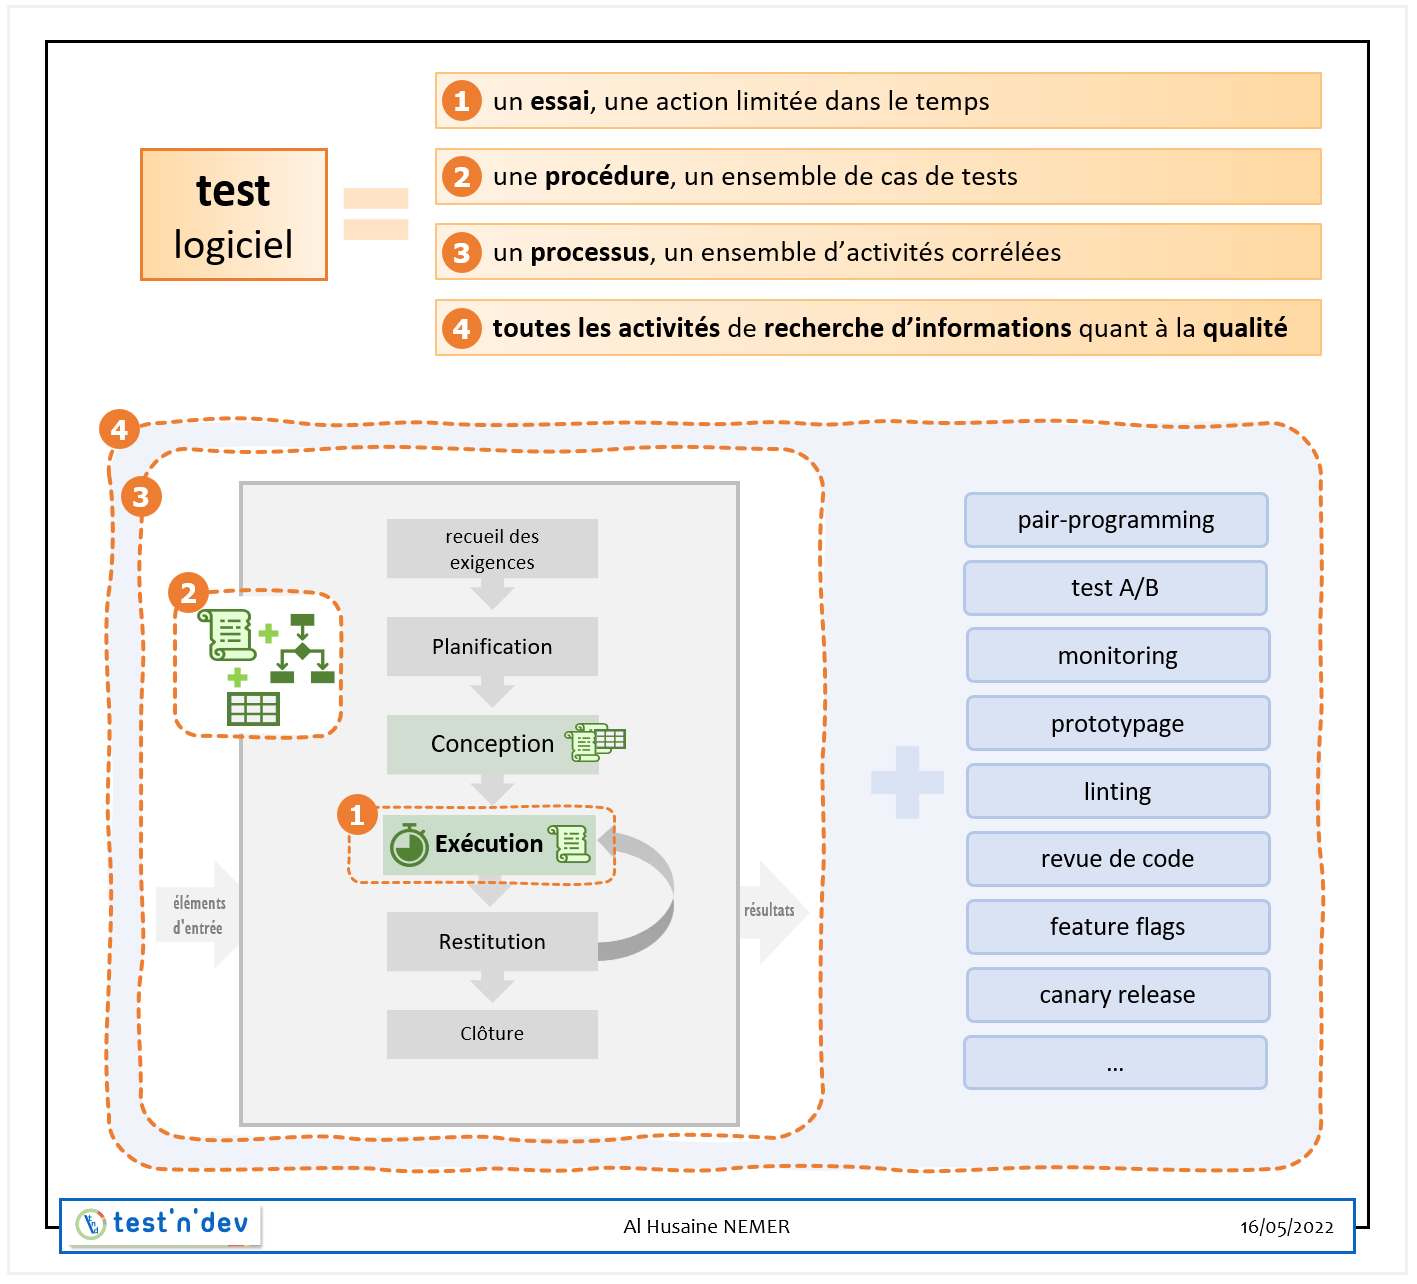 test
logiciel
1 un essai, une action limitée dans le temps
2 une procédure, un ensemble de cas de tests
3 un processus, un ensemble d’activités corrélées
4 toutes les activités de recherche d’informations quant à la qualité
4
3
2
recueil des
exigences
Planification
Conception
1
Exécution
Restitution
Clôture
éléments
d'entrée
résultats
pair-programming
test A/B
monitoring
prototypage
linting
revue de code
feature flags
canary release
...
test'n'dev
Al Husaine NEMER
16/05/2022